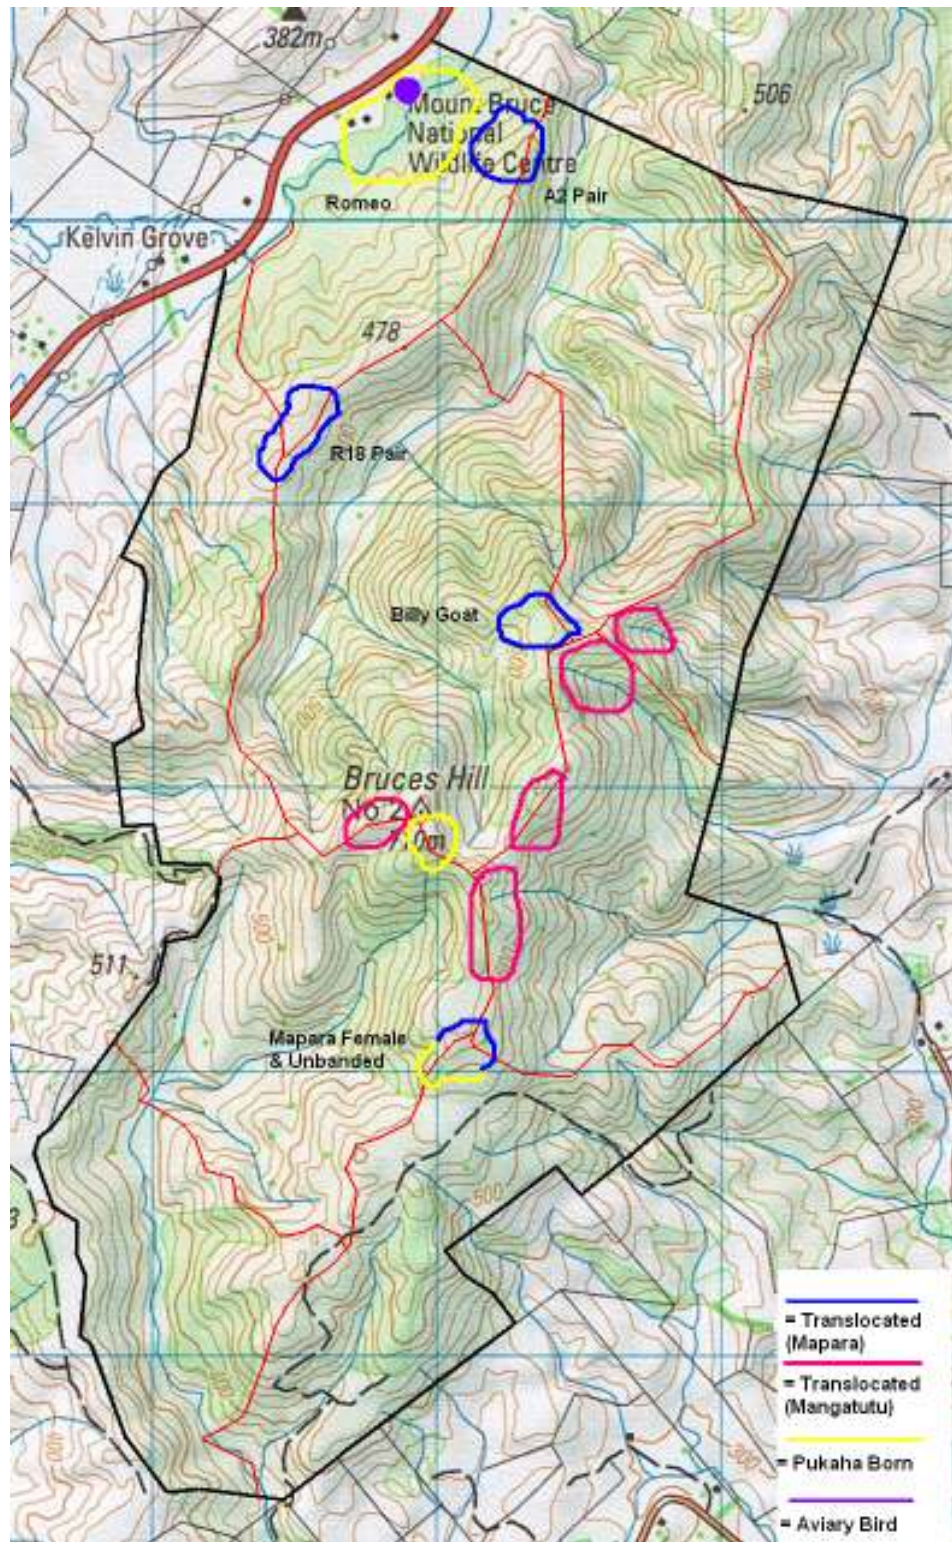 382m
506
Mount Bruce
National
Wildlife Centre
Romeo
A2 Pair
Kelvin Grove
478
R18 Pair
Billy Goat
Bruces Hill
No 2
710m
511
Mapara Female
& Unbanded
500
= Translocated
(Mapara)
= Translocated
(Mangatutu)
= Pukaha Born
= Aviary Bird